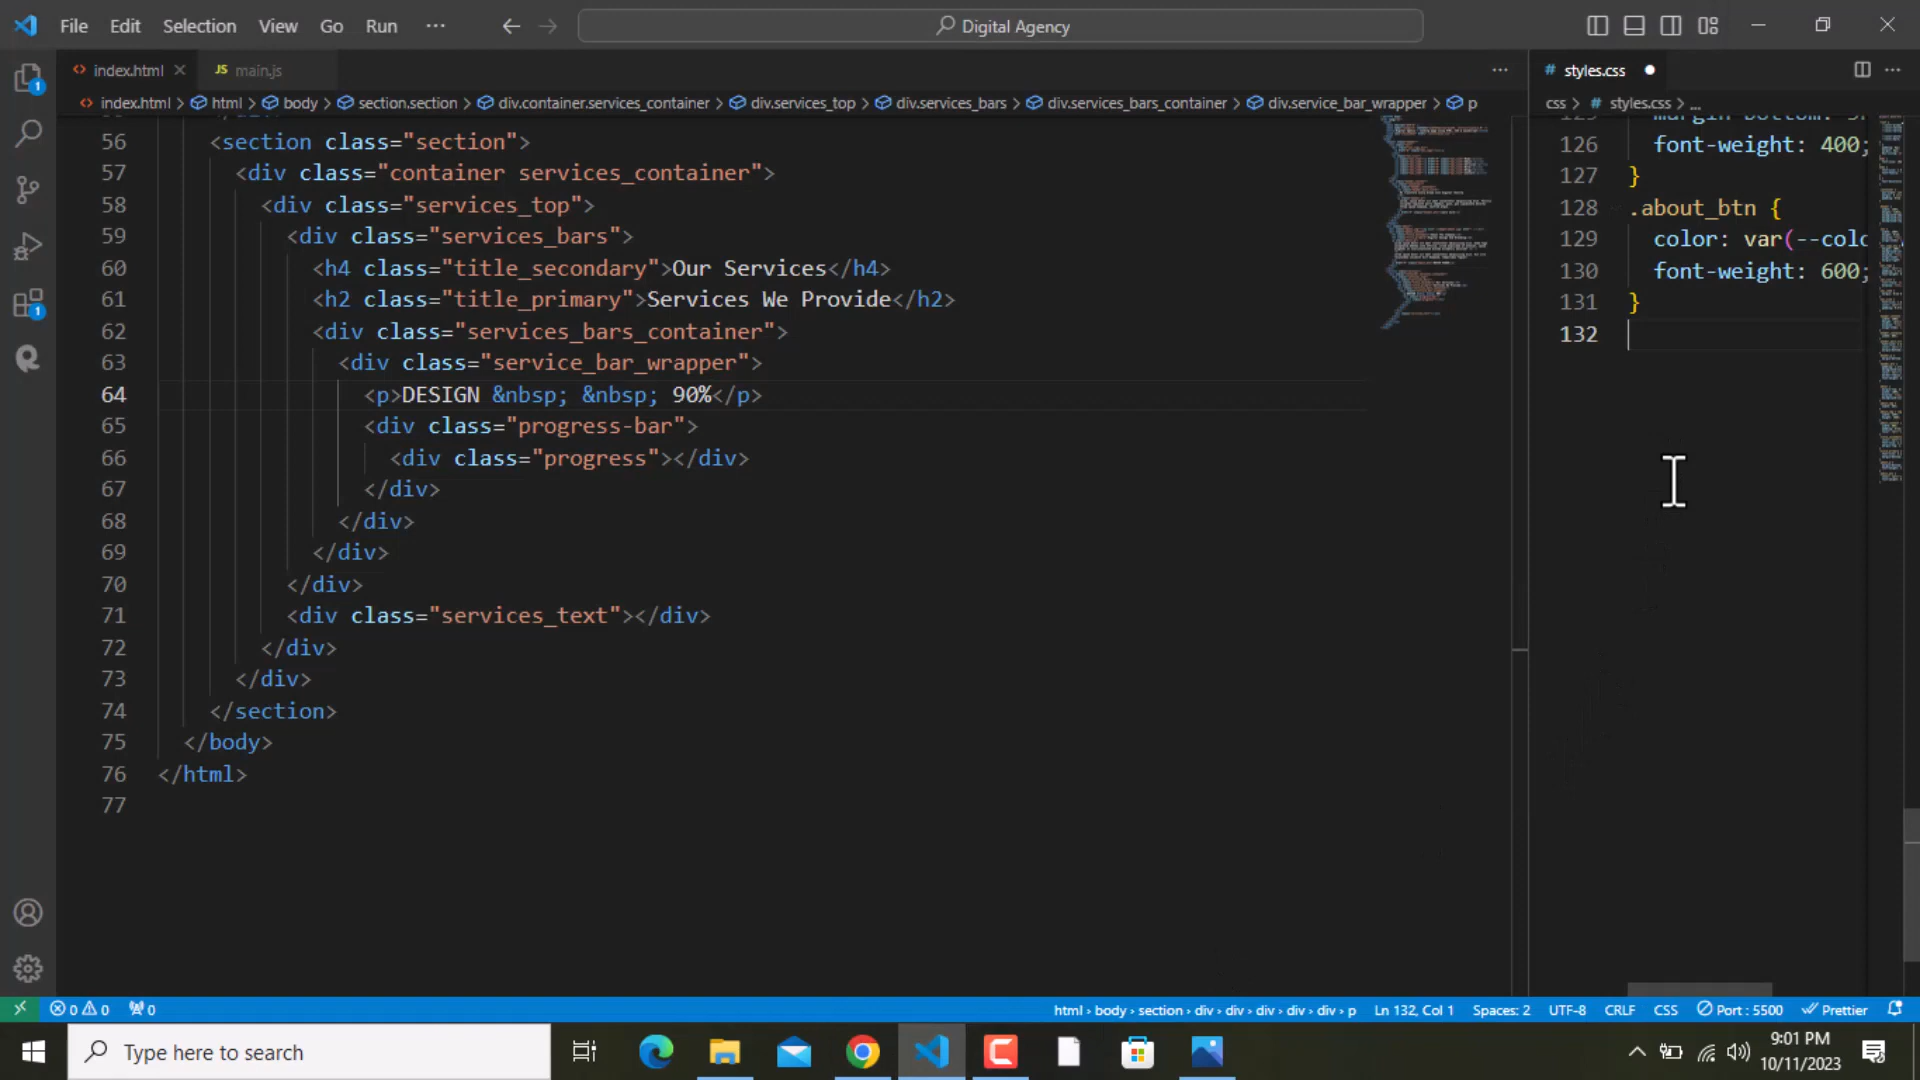 File Edit Selection View Go Run ··· Digital Agency
index.html JS main.js ··· # styles.css ···
index.html > html > body > section.section > div.container.services_container > div.services_top > div.services_bars > div.services_bars_container > div.service_bar_wrapper > p
css > # styles.css > ...
56 <section class="section">
57 <div class="container services_container">
58 <div class="services_top">
59 <div class="services_bars">
60 <h4 class="title_secondary">Our Services</h4>
61 <h2 class="title_primary">Services We Provide</h2>
62 <div class="services_bars_container">
63 <div class="service_bar_wrapper">
64 <p>DESIGN &nbsp; &nbsp; 90%</p>
65 <div class="progress-bar">
66 <div class="progress"></div>
67 </div>
68 </div>
69 </div>
70 </div>
71 <div class="services_text"></div>
72 </div>
73 </div>
74 </section>
75 </body>
76 </html>
77
126 font-weight: 400;
127 }
128 .about_btn {
129 color: var(--colo
130 font-weight: 600;
131 }
132
1
1
0 0 0 html > body > section > div > div > div > div > div > p Ln 132, Col 1 Spaces: 2 UTF-8 CRLF CSS Port : 5500 Prettier
Type here to search
9:01 PM
10/11/2023